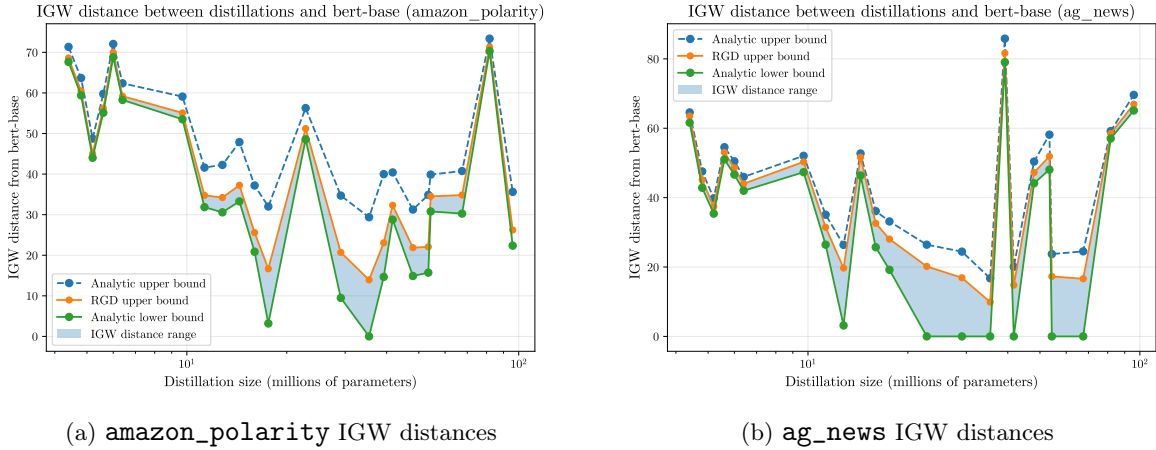 IGW distance between distillations and bert-base (amazon_polarity)
IGW distance from bert-base
70
60
50
40
30
20
10
0
Analytic upper bound
RGD upper bound
Analytic lower bound
IGW distance range
10^1
10^2
Distillation size (millions of parameters)
(a) amazon_polarity IGW distances
IGW distance between distillations and bert-base (ag_news)
IGW distance from bert-base
80
60
40
20
0
Analytic upper bound
RGD upper bound
Analytic lower bound
IGW distance range
10^1
10^2
Distillation size (millions of parameters)
(b) ag_news IGW distances